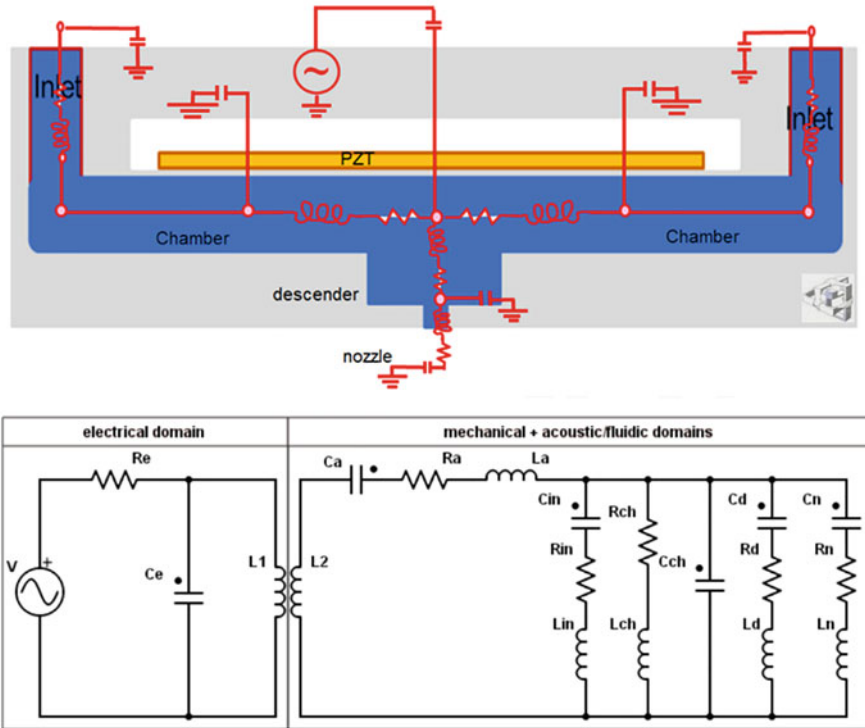 Inlet
Inlet
PZT
Chamber
Chamber
descender
nozzle
electrical domain
mechanical + acoustic/fluidic domains
Re
Ca
Ra
La
Cin
Rch
Cd
Cn
V
+
Ce
L1
L2
Rin
Cch
Rd
Rn
Lin
Lch
Ld
Ln